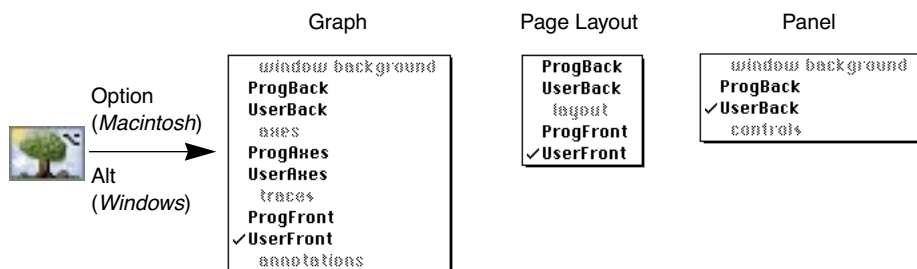 Graph
Page Layout
Panel
Option
(Macintosh)
Alt
(Windows)
window background
ProgBack
UserBack
axes
ProgAxes
UserAxes
traces
ProgFront
✓UserFront
annotations
ProgBack
UserBack
layout
ProgFront
✓UserFront
window background
ProgBack
✓UserBack
controls